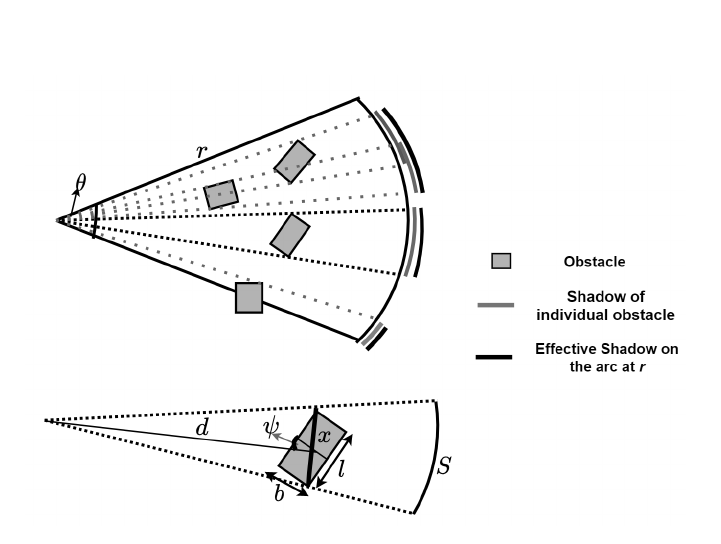 r
θ
Obstacle
Shadow of
individual obstacle
Effective Shadow on
the arc at r
d
ψ
x
l
b
S